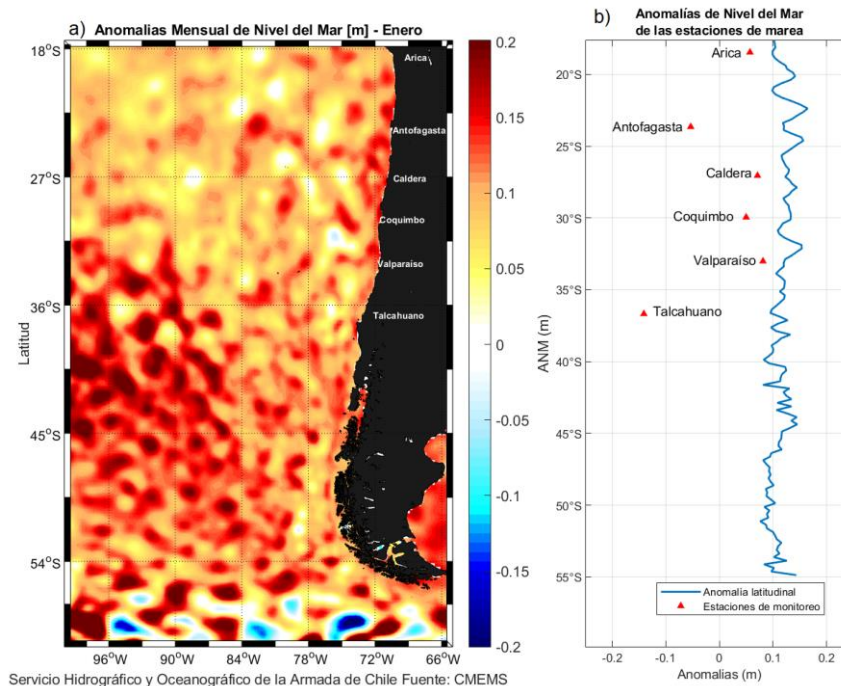 a) Anomalias Mensual de Nivel del Mar [m] - Enero
18°S
27°S
36°S
45°S
54°S
Latitud
Arica
Antofagasta
Caldera
Coquimbo
Valparaíso
Talcahuano
96°W 90°W 84°W 78°W 72°W 66°W
0.2
0.15
0.1
0.05
0
-0.05
-0.1
-0.15
-0.2
Servicio Hidrográfico y Oceanográfico de la Armada de Chile Fuente: CMEMS
b) Anomalías de Nivel del Mar
de las estaciones de marea
20°S
25°S
30°S
35°S
40°S
45°S
50°S
55°S
ANM (m)
Arica
Antofagasta
Caldera
Coquimbo
Valparaíso
Talcahuano
Anomalia latitudinal
Estaciones de monitoreo
-0.2 -0.1 0 0.1 0.2
Anomalias (m)